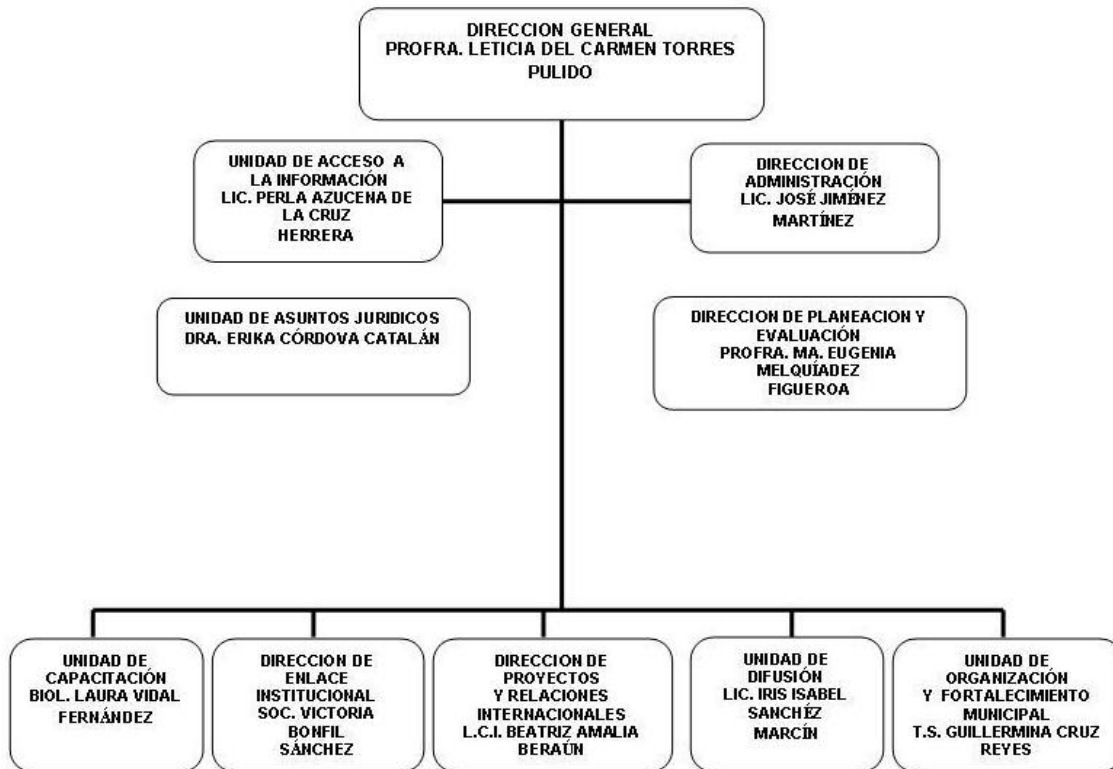 DIRECCION GENERAL
PROFRA. LETICIA DEL CARMEN TORRES
PULIDO
UNIDAD DE ACCESO A
LA INFORMACIÓN
LIC. PERLA AZUCENA DE
LA CRUZ
HERRERA
DIRECCION DE
ADMINISTRACIÓN
LIC. JOSÉ JIMÉNEZ
MARTÍNEZ
UNIDAD DE ASUNTOS JURIDICOS
DRA. ERIKA CÓRDOVA CATALÁN
DIRECCION DE PLANEACION Y
EVALUACIÓN
PROFRA. MA. EUGENIA
MELQUÍADEZ
FIGUEROA
UNIDAD DE
CAPACITACIÓN
BIOL. LAURA VIDAL
FERNÁNDEZ
DIRECCION DE
ENLACE
INSTITUCIONAL
SOC. VICTORIA
BONFIL
SÁNCHEZ
DIRECCION DE
PROYECTOS
Y RELACIONES
INTERNACIONALES
L.C.I. BEATRIZ AMALIA
BERAÚN
UNIDAD DE
DIFUSIÓN
LIC. IRIS ISABEL
SANCHÉZ
MARCÍN
UNIDAD DE
ORGANIZACIÓN
Y FORTALECIMIENTO
MUNICIPAL
T.S. GUILLERMINA CRUZ
REYES